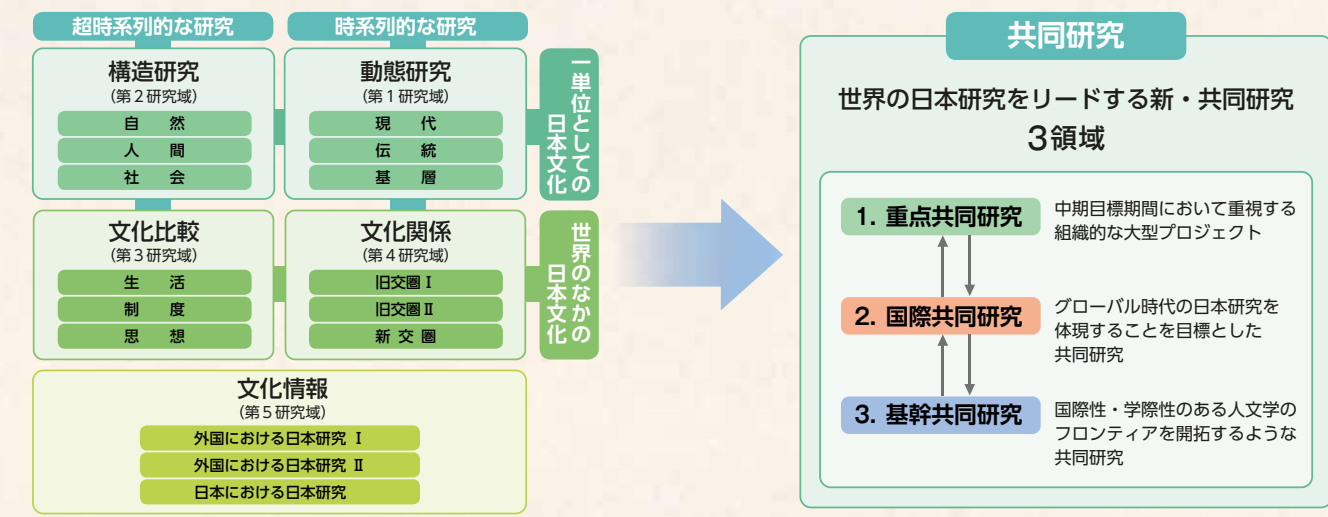 超時系列的な研究
時系列的な研究
構造研究
(第2研究域)
自 然
人 間
社 会
動態研究
(第1研究域)
現 代
伝 統
基 層
一単位としての
日本文化
文化比較
(第3研究域)
生 活
制 度
思 想
文化関係
(第4研究域)
旧交圏Ⅰ
旧交圏Ⅱ
新 交 圏
世界のなかの
日本文化
文化情報
(第5研究域)
外国における日本研究 Ⅰ
外国における日本研究 Ⅱ
日本における日本研究
共同研究
世界の日本研究をリードする新・共同研究
3領域
1. 重点共同研究
中期目標期間において重視する
組織的な大型プロジェクト
2. 国際共同研究
グローバル時代の日本研究を
体現することを目標とした
共同研究
3. 基幹共同研究
国際性・学際性のある人文学の
フロンティアを開拓するような
共同研究